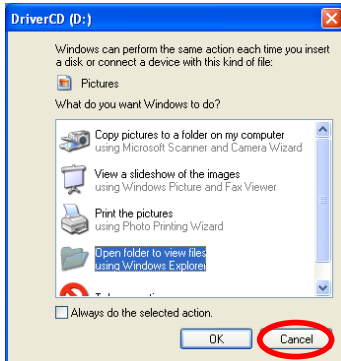 DriverCD (D:)
Windows can perform the same action each time you insert
a disk or connect a device with this kind of file:
Pictures
What do you want Windows to do?
Copy pictures to a folder on my computer
using Microsoft Scanner and Camera Wizard
View a slideshow of the images
using Windows Picture and Fax Viewer
Print the pictures
using Photo Printing Wizard
Open folder to view files
using Windows Explorer
Always do the selected action.
OK
Cancel